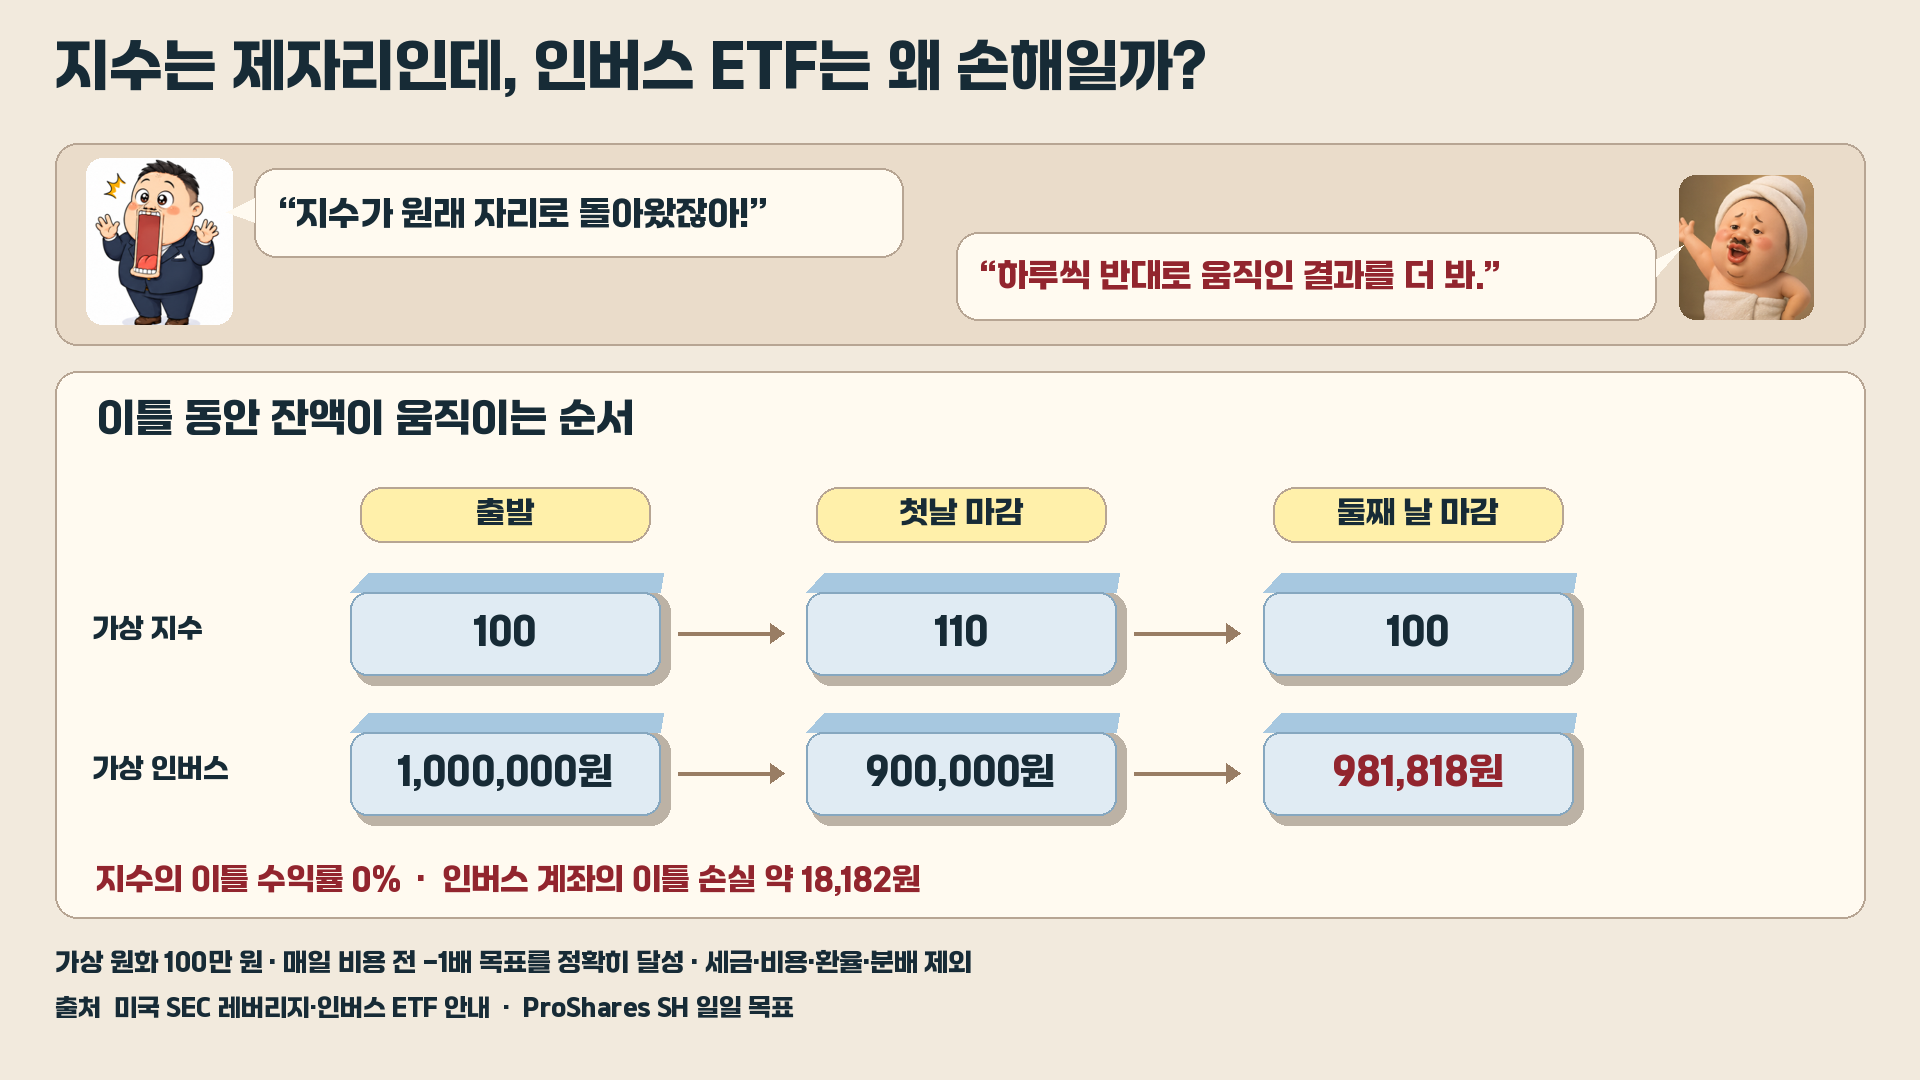 지수는 제자리인데, 인버스 ETF는 왜 손해일까?
“지수가 원래 자리로 돌아왔잖아!”
“하루씩 반대로 움직인 결과를 더 봐.”
이틀 동안 잔액이 움직이는 순서
출발 첫날 마감 둘째 날 마감
가상 지수 100 110 100
가상 인버스 1,000,000원 900,000원 981,818원
지수의 이틀 수익률 0% · 인버스 계좌의 이틀 손실 약 18,182원
가상 원화 100만 원 · 매일 비용 전 −1배 목표를 정확히 달성 · 세금·비용·환율·분배 제외
출처 미국 SEC 레버리지·인버스 ETF 안내 · ProShares SH 일일 목표